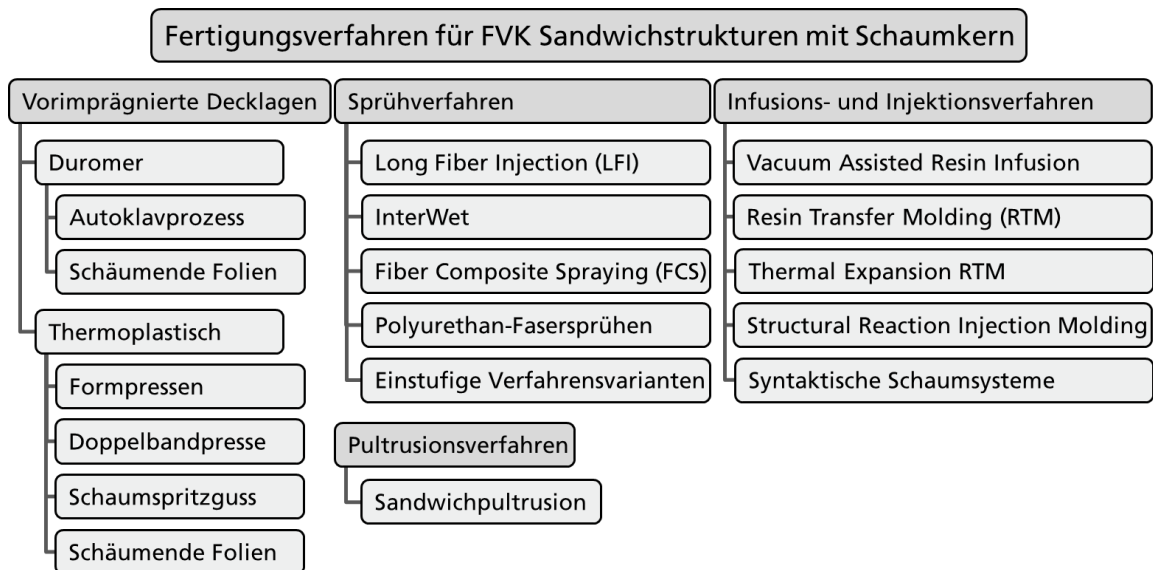 Fertigungsverfahren für FVK Sandwichstrukturen mit Schaumkern
Vorimprägnierte Decklagen
Duromer
Autoklavprozess
Schäumende Folien
Thermoplastisch
Formpressen
Doppelbandpresse
Schaumspritzguss
Schäumende Folien
Sprühverfahren
Long Fiber Injection (LFI)
InterWet
Fiber Composite Spraying (FCS)
Polyurethan-Fasersprühen
Einstufige Verfahrensvarianten
Pultrusionsverfahren
Sandwichpultrusion
Infusions- und Injektionsverfahren
Vacuum Assisted Resin Infusion
Resin Transfer Molding (RTM)
Thermal Expansion RTM
Structural Reaction Injection Molding
Syntaktische Schaumsysteme